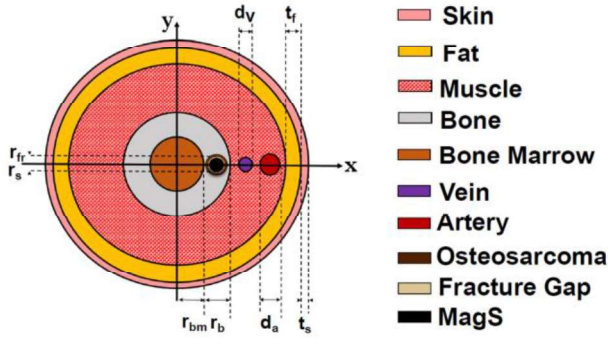 d_V
t_f
y
x
r_fr
r_s
r_bm
r_b
d_a
t_s
Skin
Fat
Muscle
Bone
Bone Marrow
Vein
Artery
Osteosarcoma
Fracture Gap
MagS